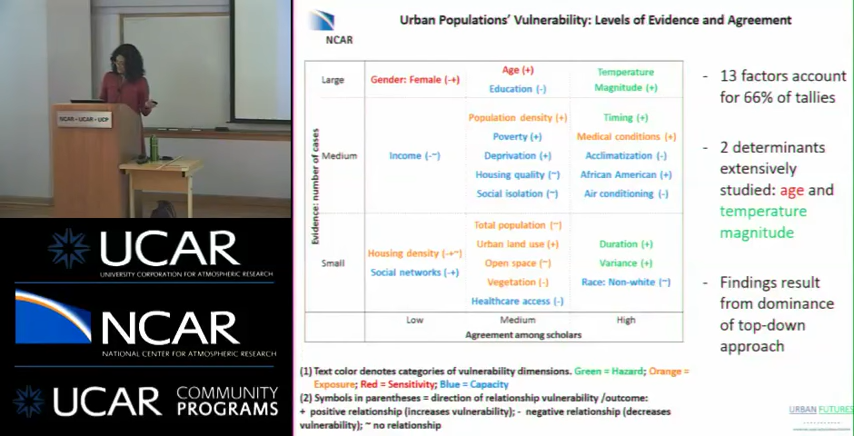 NCAR
Urban Populations' Vulnerability: Levels of Evidence and Agreement
Evidence: number of cases
Large
Gender: Female (-+)
Age (+)
Education (-)
Temperature
Magnitude (+)
Medium
Income (-~)
Population density (+)
Poverty (+)
Deprivation (+)
Housing quality (~)
Social isolation (~)
Timing (+)
Medical conditions (+)
Acclimatization (-)
African American (+)
Air conditioning (-)
Small
Housing density (-+~)
Social networks (-+)
Total population (~)
Urban land use (+)
Open space (~)
Vegetation (-)
Healthcare access (-)
Duration (+)
Variance (+)
Race: Non-white (~)
Low
Medium
High
Agreement among scholars
(1) Text color denotes categories of vulnerability dimensions. Green = Hazard; Orange =
Exposure; Red = Sensitivity; Blue = Capacity
(2) Symbols in parentheses = direction of relationship vulnerability /outcome:
+ positive relationship (increases vulnerability); - negative relationship (decreases
vulnerability); ~ no relationship
- 13 factors account
for 66% of tallies
- 2 determinants
extensively
studied: age and
temperature
magnitude
- Findings result
from dominance
of top-down
approach
URBAN FUTURES
NCAR - UCAR - UCP
UCAR
UNIVERSITY CORPORATION FOR ATMOSPHERIC RESEARCH
NCAR
NATIONAL CENTER FOR ATMOSPHERIC RESEARCH
UCAR COMMUNITY
PROGRAMS